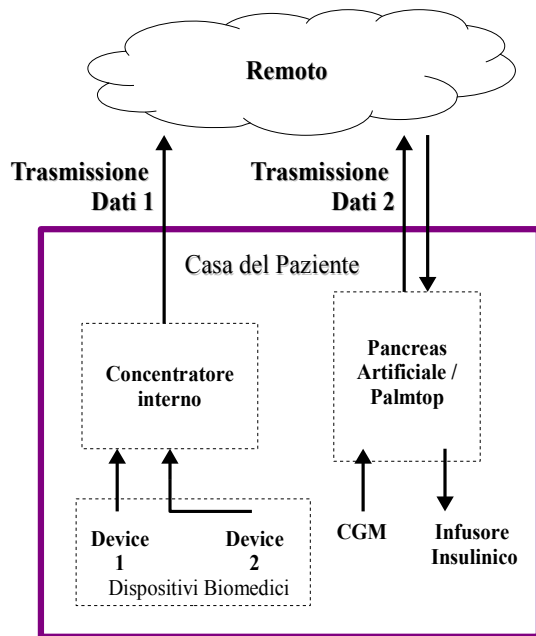 Remoto
Trasmissione
Dati 1
Trasmissione
Dati 2
Casa del Paziente
Concentratore
interno
Pancreas
Artificiale /
Palmtop
Device
1
Device
2
Dispositivi Biomedici
CGM
Infusore
Insulinico